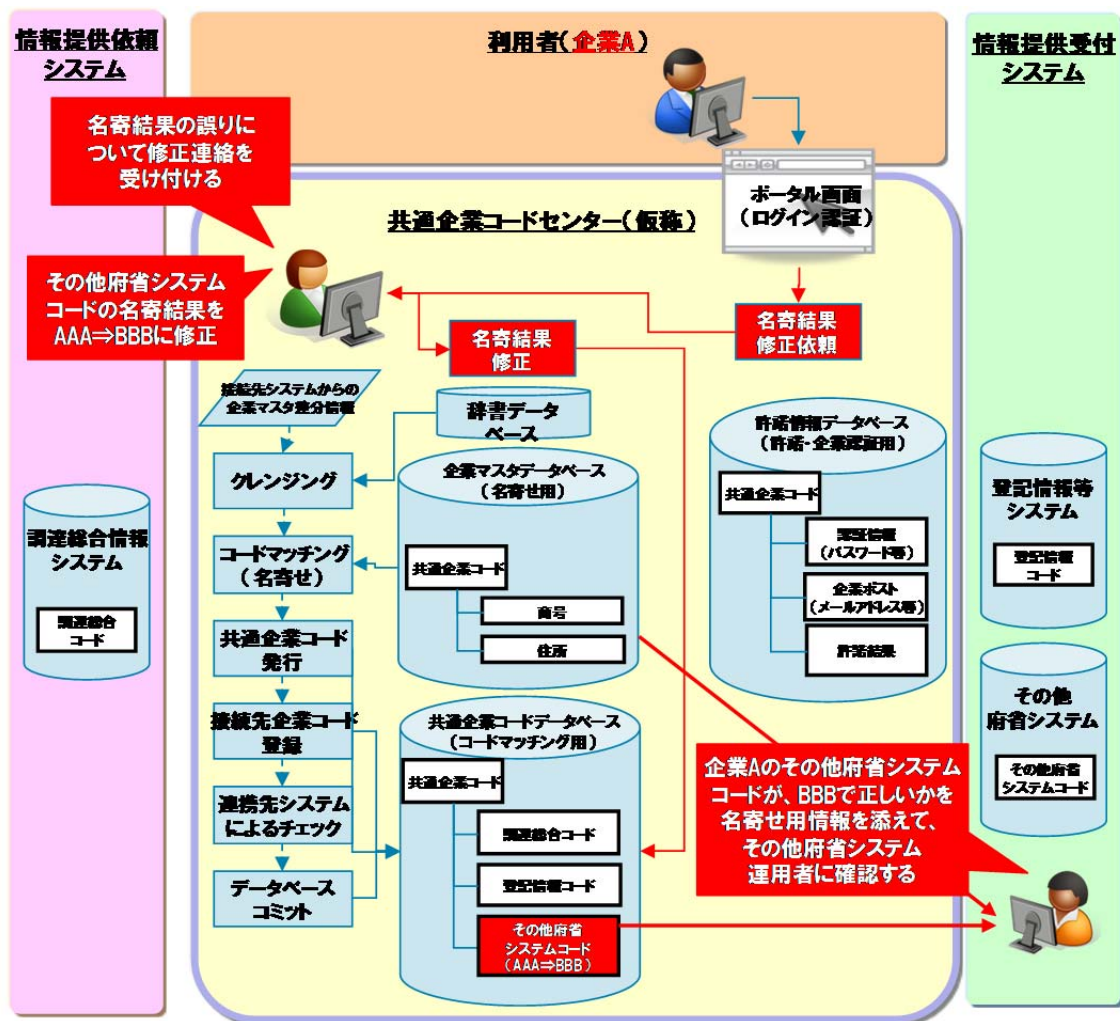 情報提供依頼
システム
利用者(企業A)
情報提供受付
システム
名寄結果の誤りに
ついて修正連絡を
受け付ける
ポータル画面
(ログイン認証)
共通企業コードセンター(仮称)
その他府省システム
コードの名寄結果を
AAA⇒BBBに修正
名寄結果
修正
名寄結果
修正依頼
接続先システムからの
企業マスタ差分情報
辞書データ
ベース
クレンジング
企業マスタデータベース
(名寄せ用)
共通企業コード
商号
住所
許諾情報データベース
(許諾・企業認証用)
共通企業コード
認証情報
(パスワード等)
企業ポスト
(メールアドレス等)
許諾結果
登記情報等
システム
登記情報
コード
調達総合情報
システム
調達総合
コード
コードマッチング
(名寄せ)
共通企業コード
発行
接続先企業コード
登録
連携先システム
によるチェック
データベース
コミット
共通企業コードデータベース
(コードマッチング用)
共通企業コード
調達総合コード
登記情報コード
その他府省
システムコード
(AAA⇒BBB)
企業Aのその他府省システム
コードが、BBBで正しいかを
名寄せ用情報を添えて、
その他府省システム
運用者に確認する
その他
府省システム
その他府省
システムコード